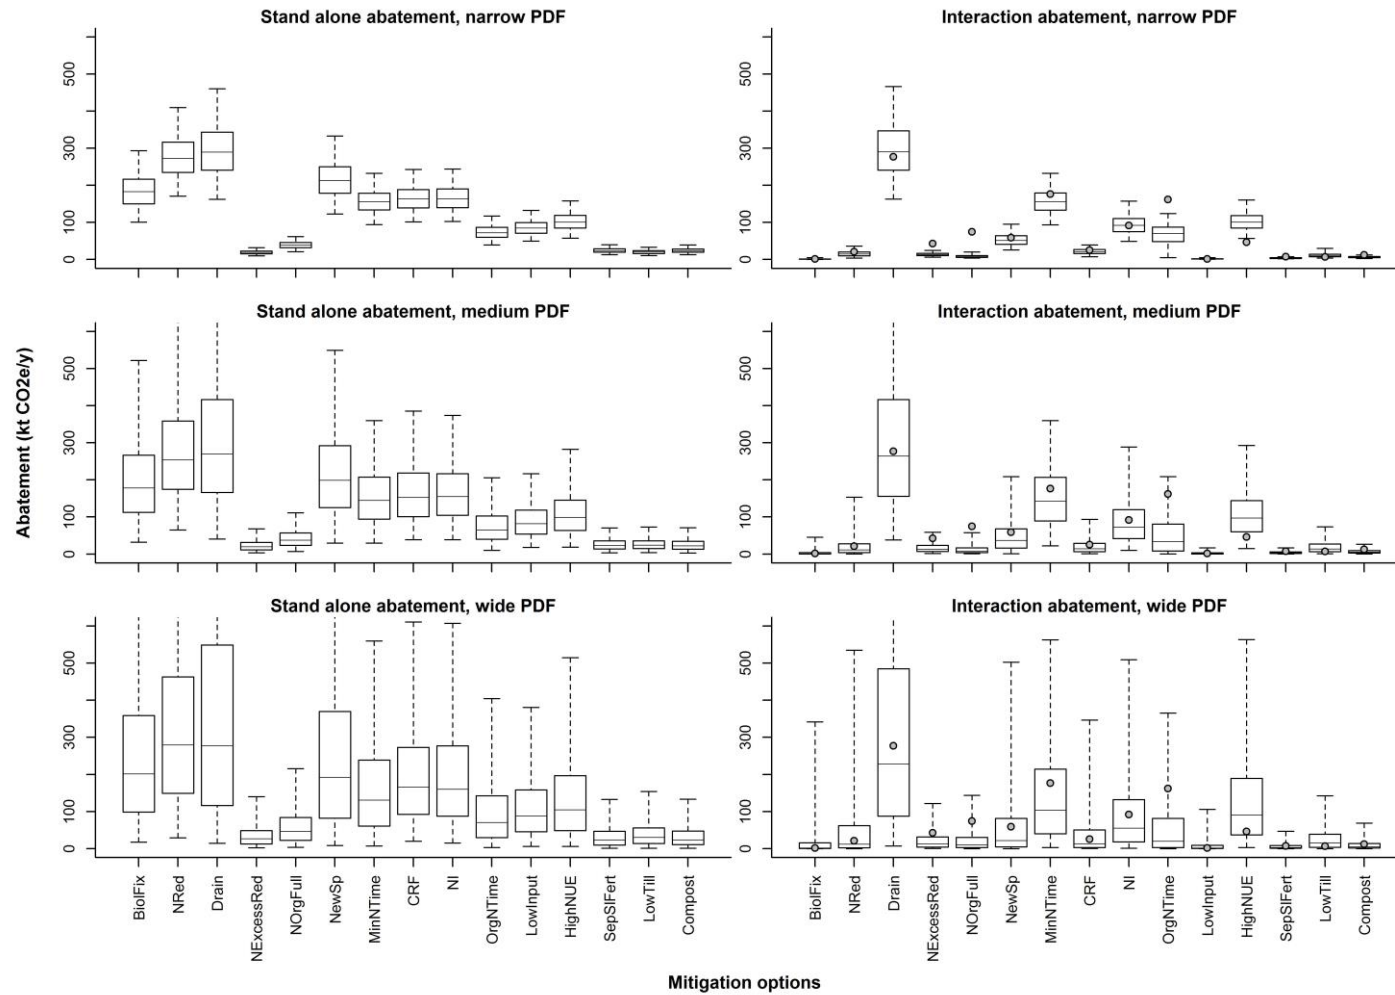 Stand alone abatement, narrow PDF
Interaction abatement, narrow PDF
500
300
100
0
500
300
100
0
Stand alone abatement, medium PDF
Interaction abatement, medium PDF
Abatement (kt CO2e/y)
500
300
100
0
500
300
100
0
Stand alone abatement, wide PDF
Interaction abatement, wide PDF
500
300
100
0
500
300
100
0
BiolFix
NRed
Drain
NExcessRed
NOrgFull
NewSp
MinNTime
CRF
NI
OrgNTime
LowInput
HighNUE
SepSlFert
LowTill
Compost
BiolFix
NRed
Drain
NExcessRed
NOrgFull
NewSp
MinNTime
CRF
NI
OrgNTime
LowInput
HighNUE
SepSlFert
LowTill
Compost
Mitigation options